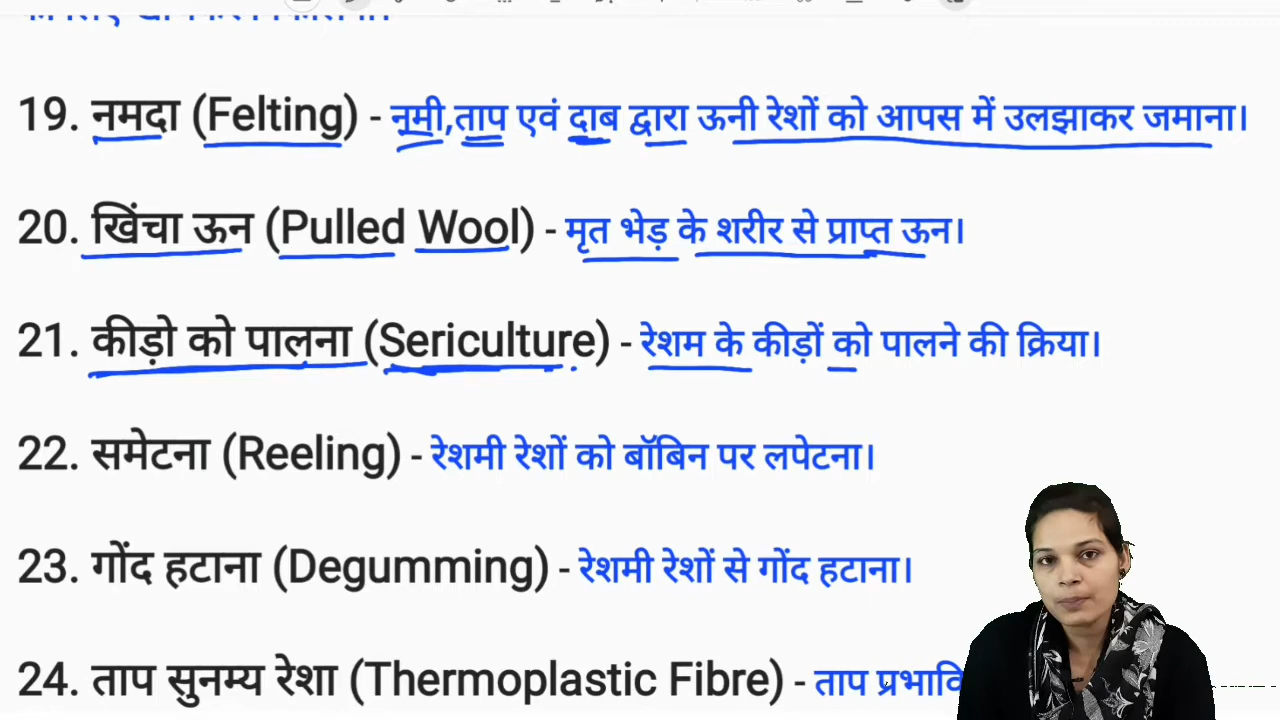 19. नमदा (Felting) - नमी,ताप एवं दाब द्वारा ऊनी रेशों को आपस में उलझाकर जमाना।
20. खिंचा ऊन (Pulled Wool) - मृत भेड़ के शरीर से प्राप्त ऊन।
21. कीड़ो को पालना (Sericulture) - रेशम के कीड़ों को पालने की क्रिया।
22. समेटना (Reeling) - रेशमी रेशों को बॉबिन पर लपेटना।
23. गोंद हटाना (Degumming) - रेशमी रेशों से गोंद हटाना।
24. ताप सुनम्य रेशा (Thermoplastic Fibre) - ताप